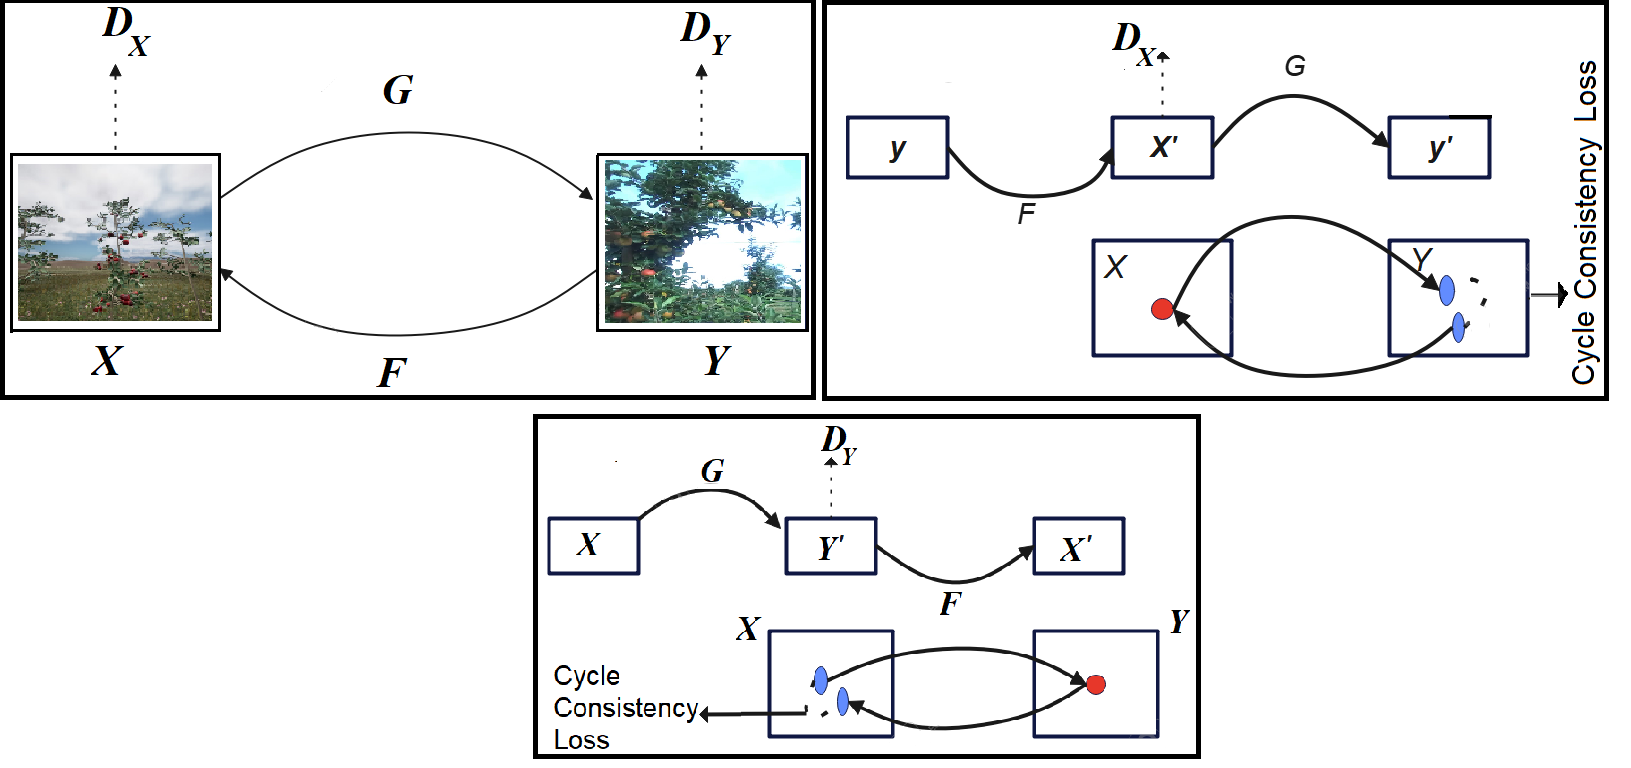 D_X
D_Y
G
X
F
Y
D_X
G
y
X'
y'
F
X
Y
Cycle Consistency Loss
D_Y
G
X
Y'
X'
F
X
Y
Cycle
Consistency
Loss